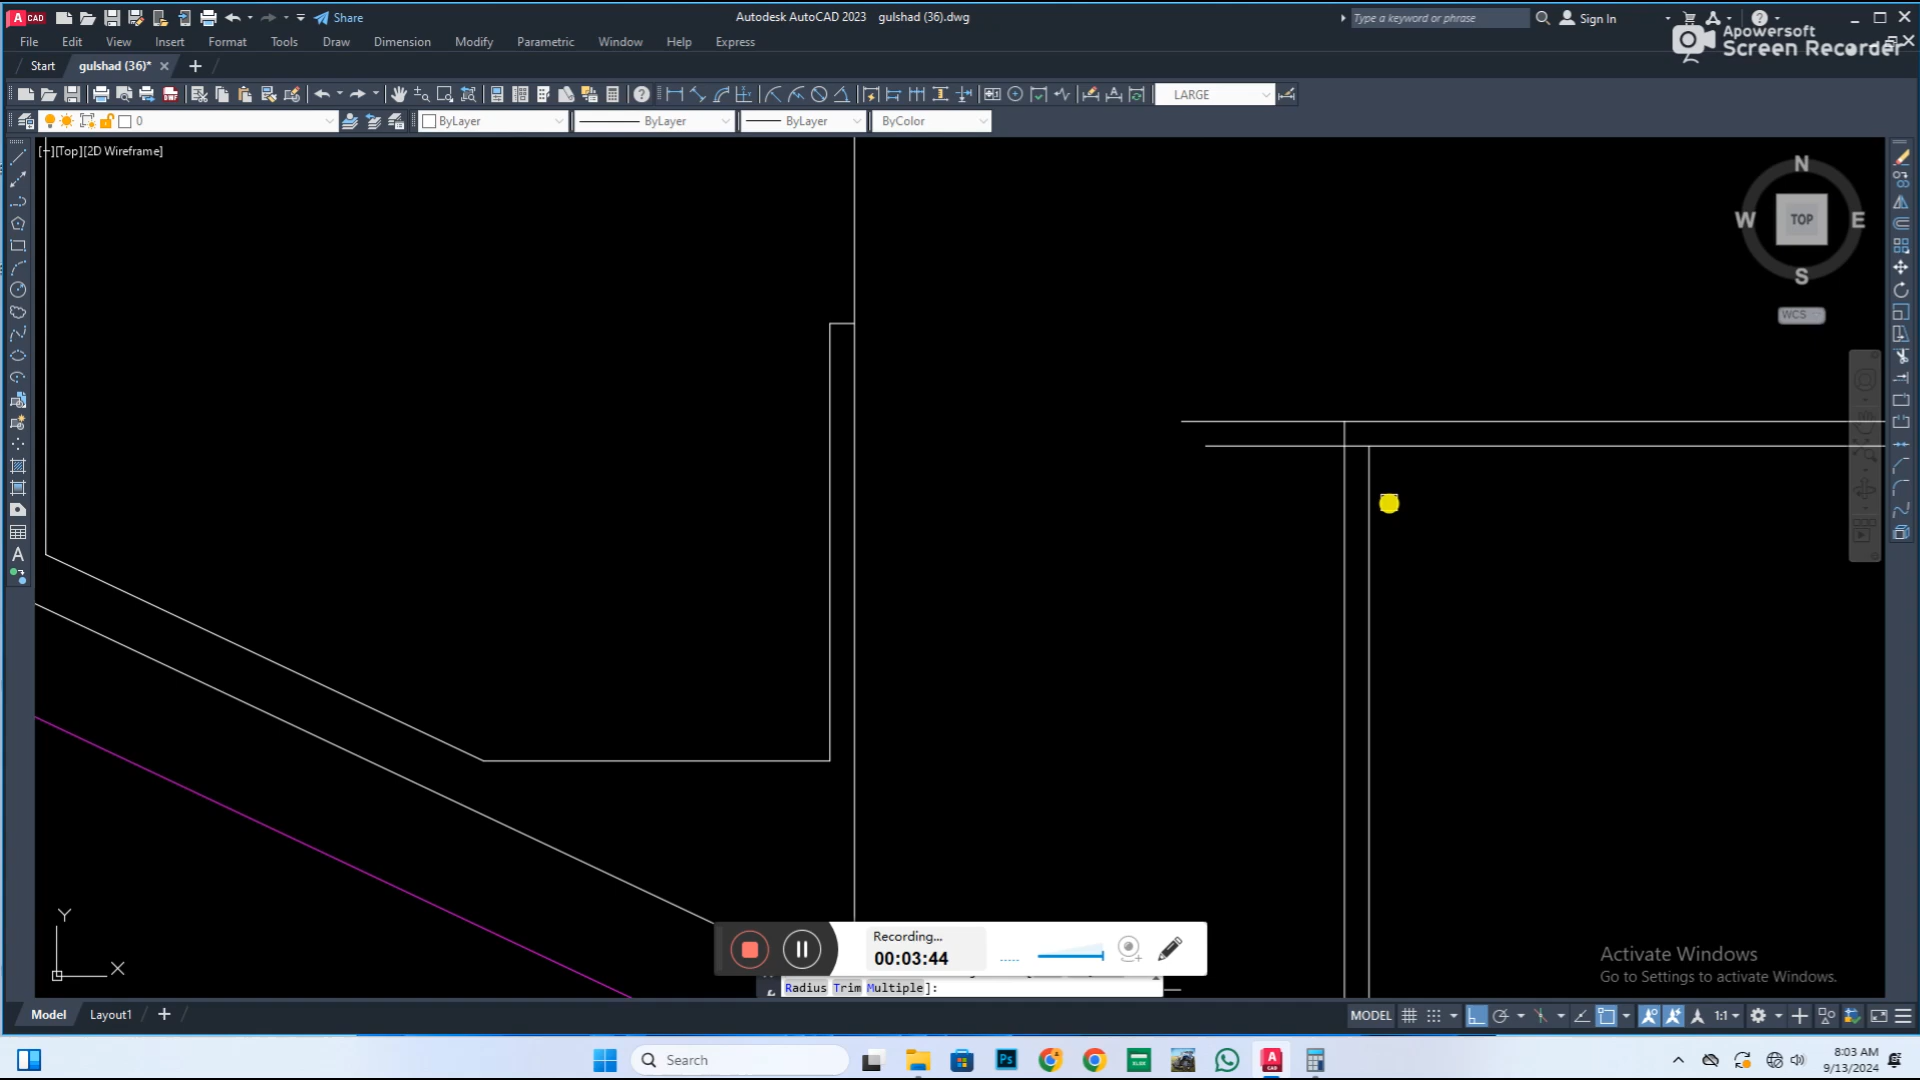 A CAD
Share
Autodesk AutoCAD 2023 gulshad (36).dwg
Type a keyword or phrase
Sign In
File Edit View Insert Format Tools Draw Dimension Modify Parametric Window Help Express
Apowersoft
Screen Recorder
Start gulshad (36)*
LARGE
0
ByLayer ByLayer ByLayer ByColor
[−][Top][2D Wireframe]
N
W TOP E
S
WCS
A
Y
X
Recording...
00:03:44
Radius Trim Multiple]:
Activate Windows
Go to Settings to activate Windows.
Model Layout1
MODEL 1:1
Search
8:03 AM
9/13/2024